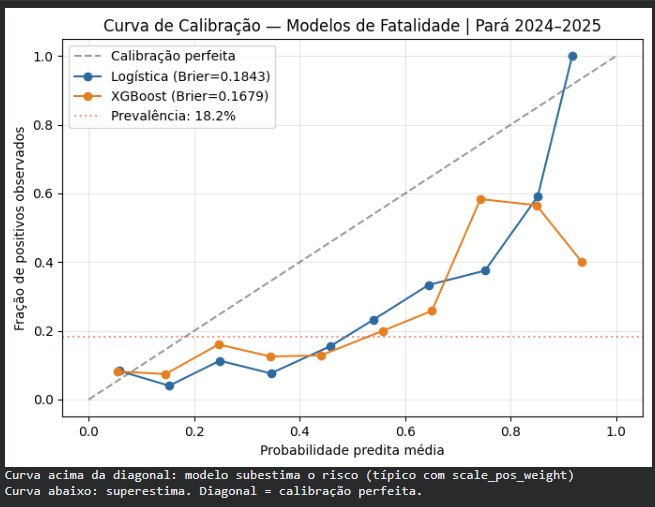 Curva de Calibração — Modelos de Fatalidade | Pará 2024–2025
Calibração perfeita
Logística (Brier=0.1843)
XGBoost (Brier=0.1679)
Prevalência: 18.2%
Fração de positivos observados
1.0
0.8
0.6
0.4
0.2
0.0
0.0 0.2 0.4 0.6 0.8 1.0
Probabilidade predita média
Curva acima da diagonal: modelo subestima o risco (típico com scale_pos_weight)
Curva abaixo: superestima. Diagonal = calibração perfeita.